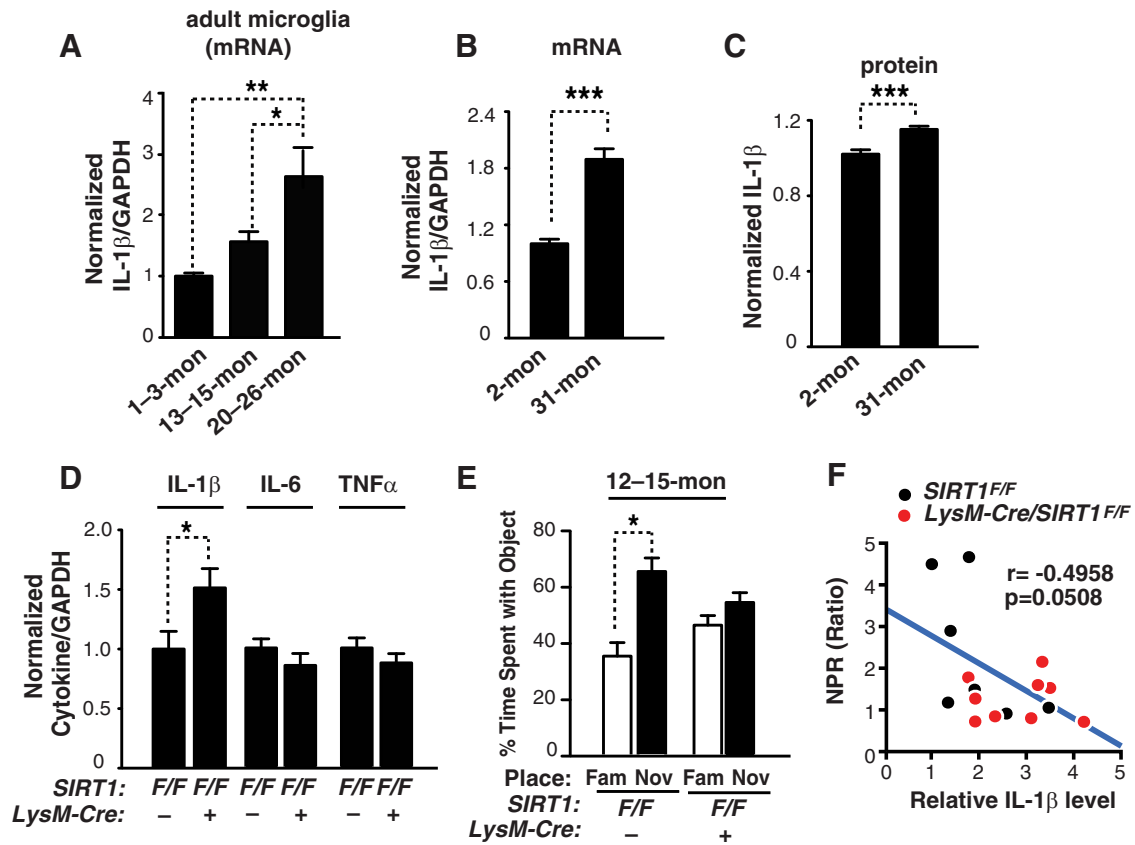 A
adult microglia
(mRNA)
Normalized
IL-1β/GAPDH
4
3
2
1
0
**
*
1–3-mon
13–15-mon
20–26-mon
B
mRNA
Normalized
IL-1β/GAPDH
2.4
1.8
1.2
0.6
0
***
2-mon
31-mon
C
protein
Normalized IL-1β
1.2
0.8
0.4
0
***
2-mon
31-mon
D
IL-1β IL-6 TNFα
Normalized
Cytokine/GAPDH
2.0
1.5
1.0
0.5
0
*
SIRT1: F/F F/F F/F F/F F/F F/F
LysM-Cre: – + – + – +
E
12–15-mon
% Time Spent with Object
80
60
40
20
0
*
Place: Fam Nov Fam Nov
SIRT1: F/F F/F
LysM-Cre: – +
F
SIRT1F/F
LysM-Cre/SIRT1F/F
r= -0.4958
p=0.0508
NPR (Ratio)
5
4
3
2
1
0
0 1 2 3 4 5
Relative IL-1β level